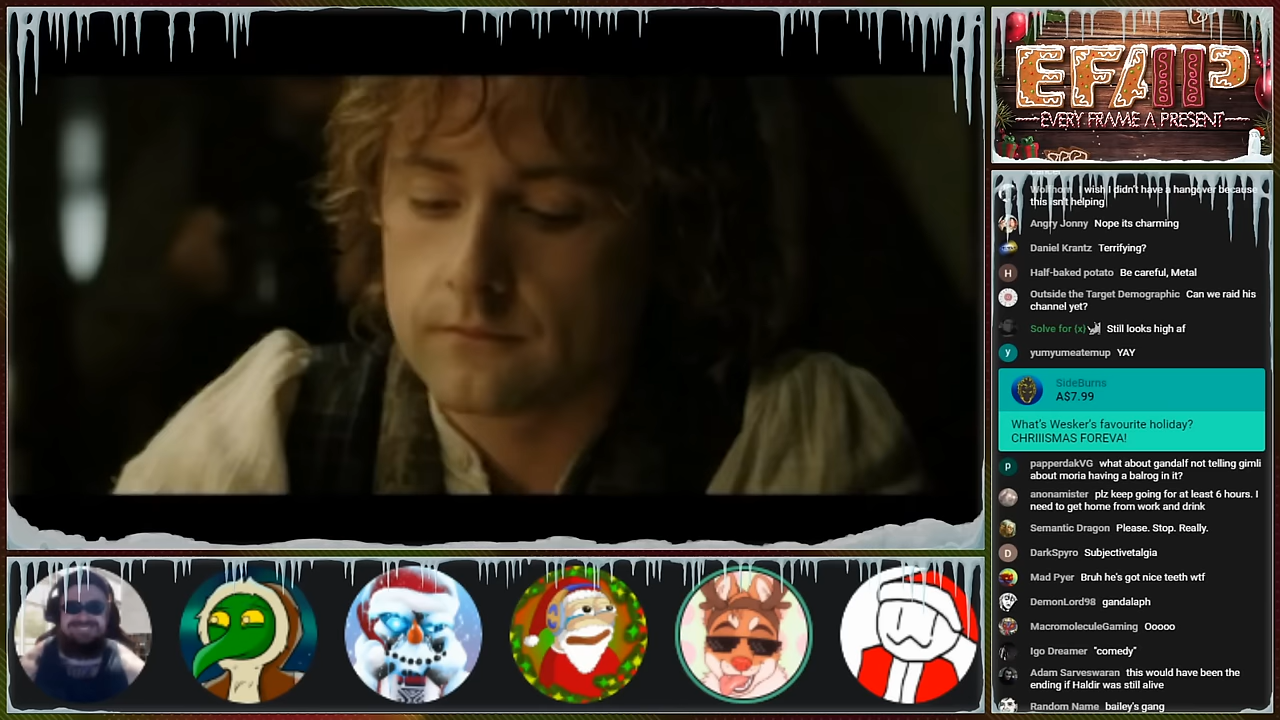 EFAP
EVERY FRAME A PRESENT
Wolfnom I wish I didn't have a hangover because
this isn't helping
Angry Jonny Nope its charming
Daniel Krantz Terrifying?
H Half-baked potato Be careful, Metal
Outside the Target Demographic Can we raid his
channel yet?
Solve for {x} Still looks high af
y yumyumeatemup YAY
SideBurns
A$7.99
What's Wesker's favourite holiday?
CHRIIISMAS FOREVA!
p papperdakVG what about gandalf not telling gimli
about moria having a balrog in it?
anonamister plz keep going for at least 6 hours. I
need to get home from work and drink
Semantic Dragon Please. Stop. Really.
D DarkSpyro Subjectivetalgia
Mad Pyer Bruh he's got nice teeth wtf
DemonLord98 gandalaph
MacromoleculeGaming Ooooo
Igo Dreamer "comedy"
Adam Sarveswaran this would have been the
ending if Haldir was still alive
Random Name bailey's gang